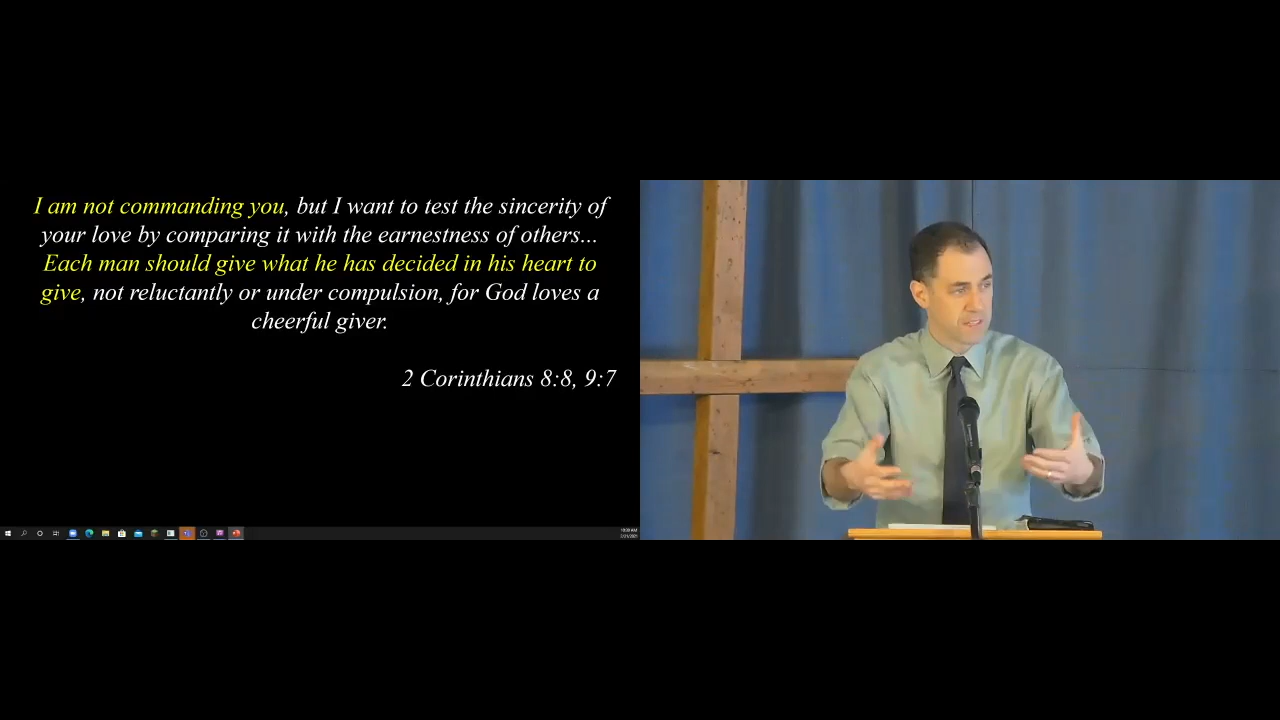 I am not commanding you, but I want to test the sincerity of
your love by comparing it with the earnestness of others...
Each man should give what he has decided in his heart to
give, not reluctantly or under compulsion, for God loves a
cheerful giver.
2 Corinthians 8:8, 9:7